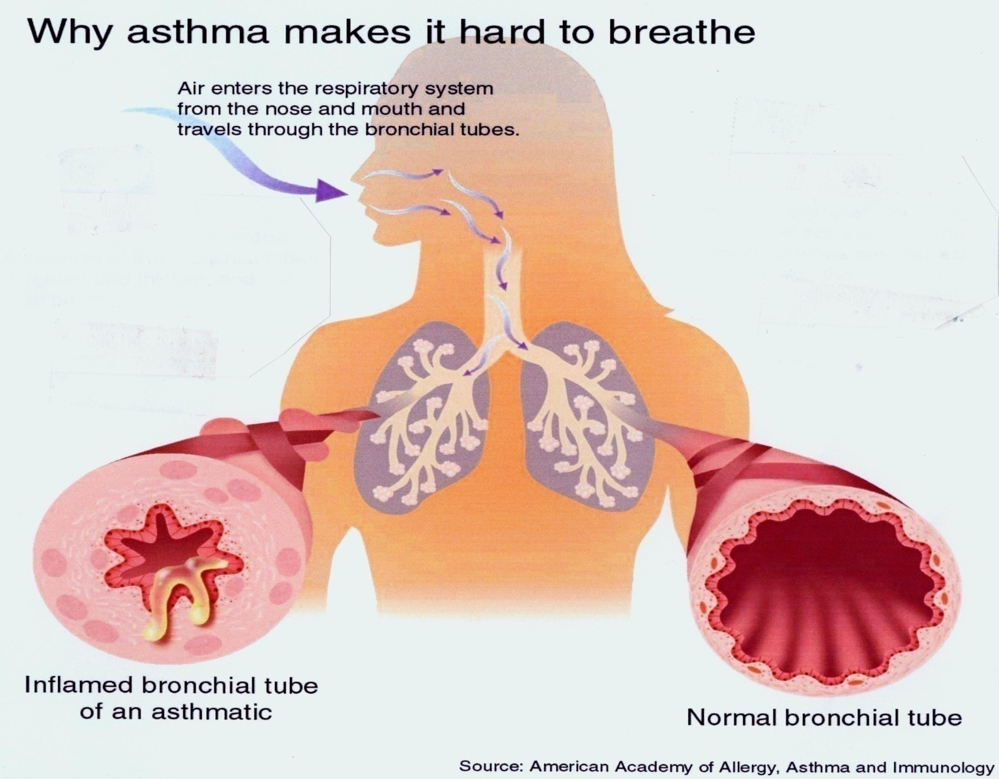 Why asthma makes it hard to breathe
Air enters the respiratory system
from the nose and mouth and
travels through the bronchial tubes.
Inflamed bronchial tube
of an asthmatic
Normal bronchial tube
Source: American Academy of Allergy, Asthma and Immunology